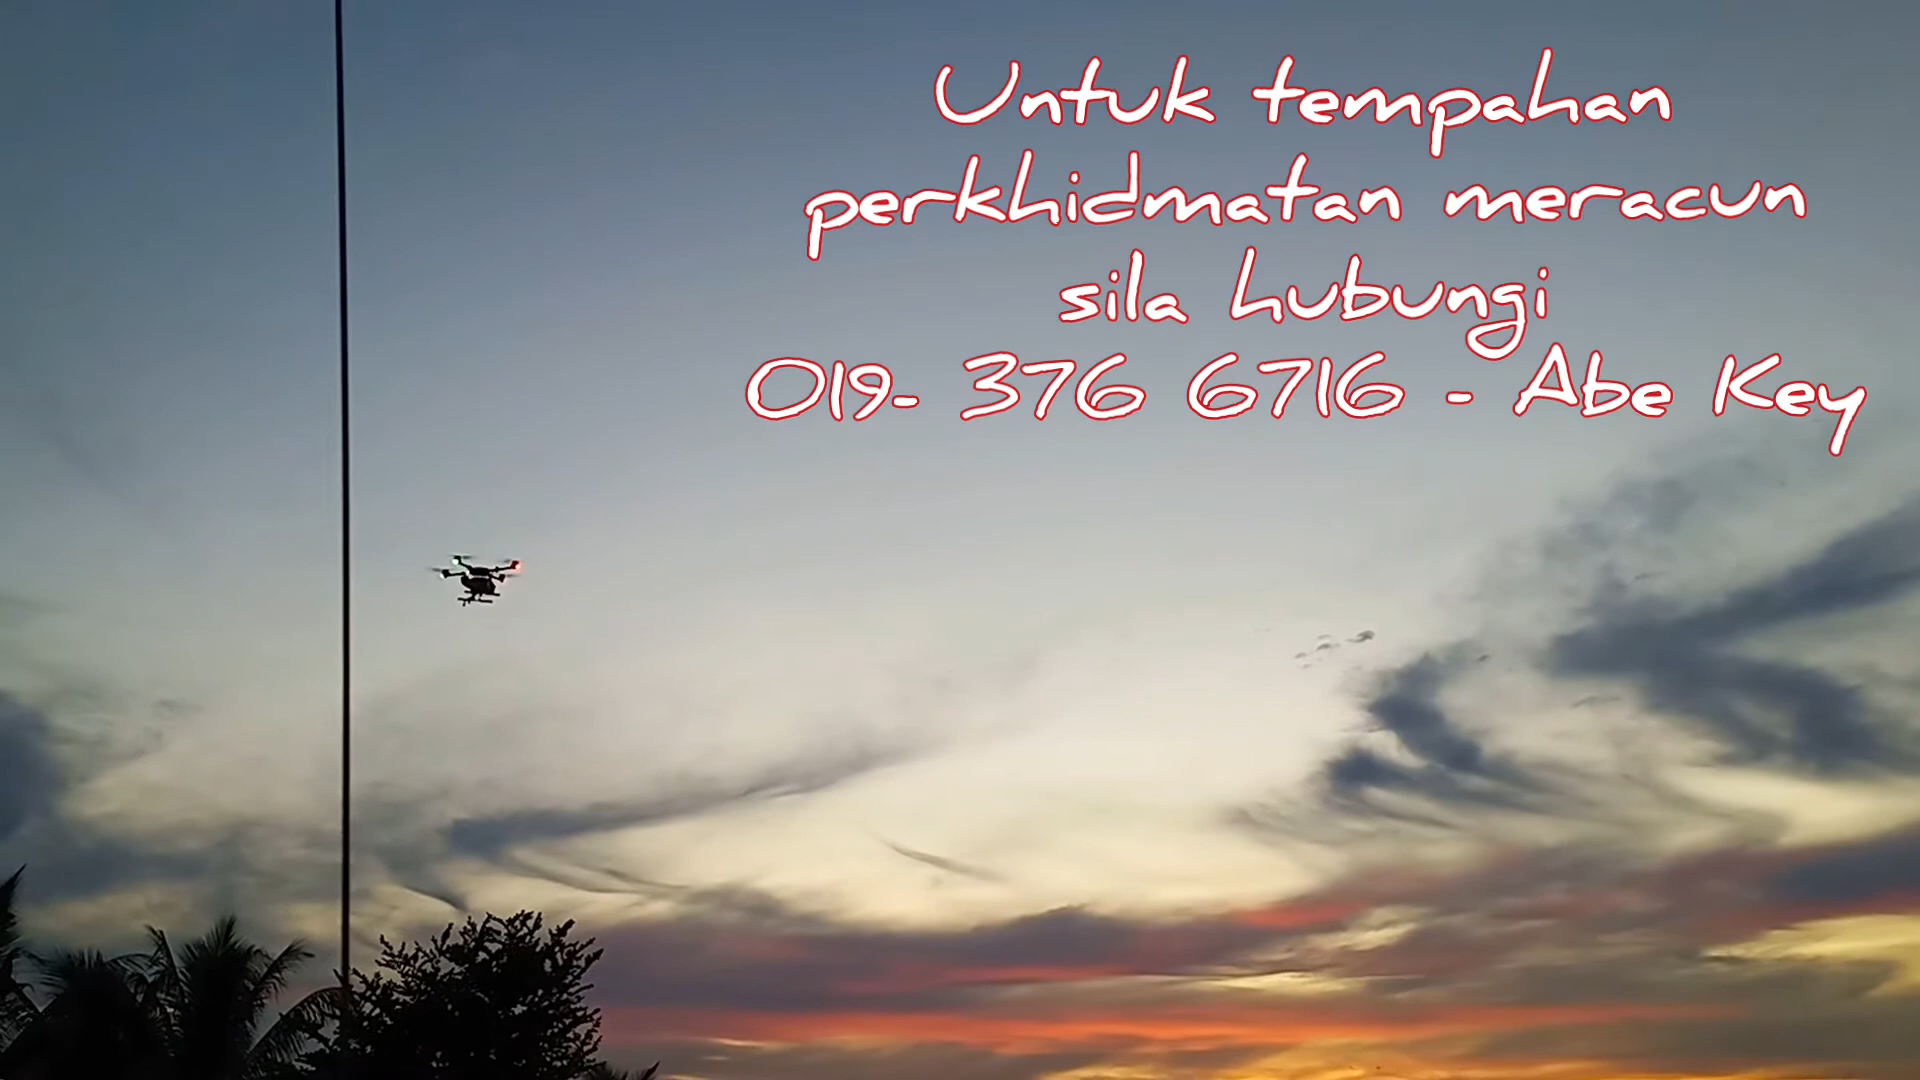 Untuk tempahan
perkhidmatan meracun
sila hubungi
019- 376 6716 - Abe Key